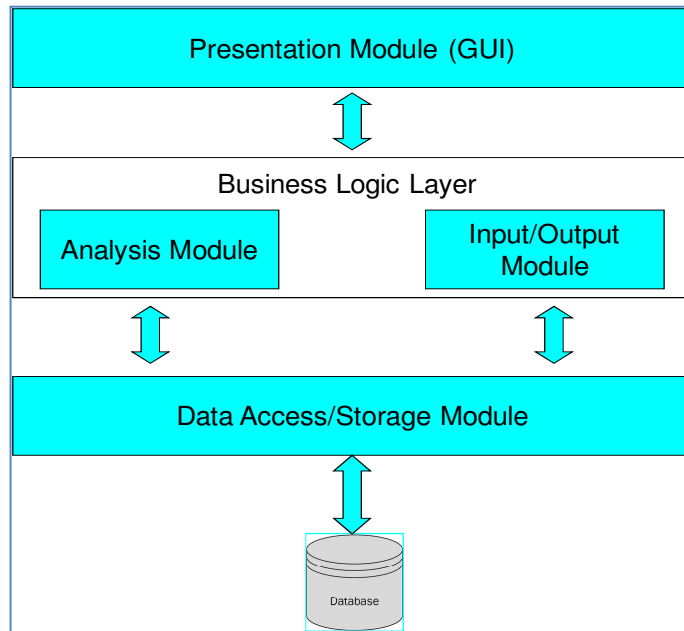 Presentation Module (GUI)
Business Logic Layer
Analysis Module
Input/Output
Module
Data Access/Storage Module
Database